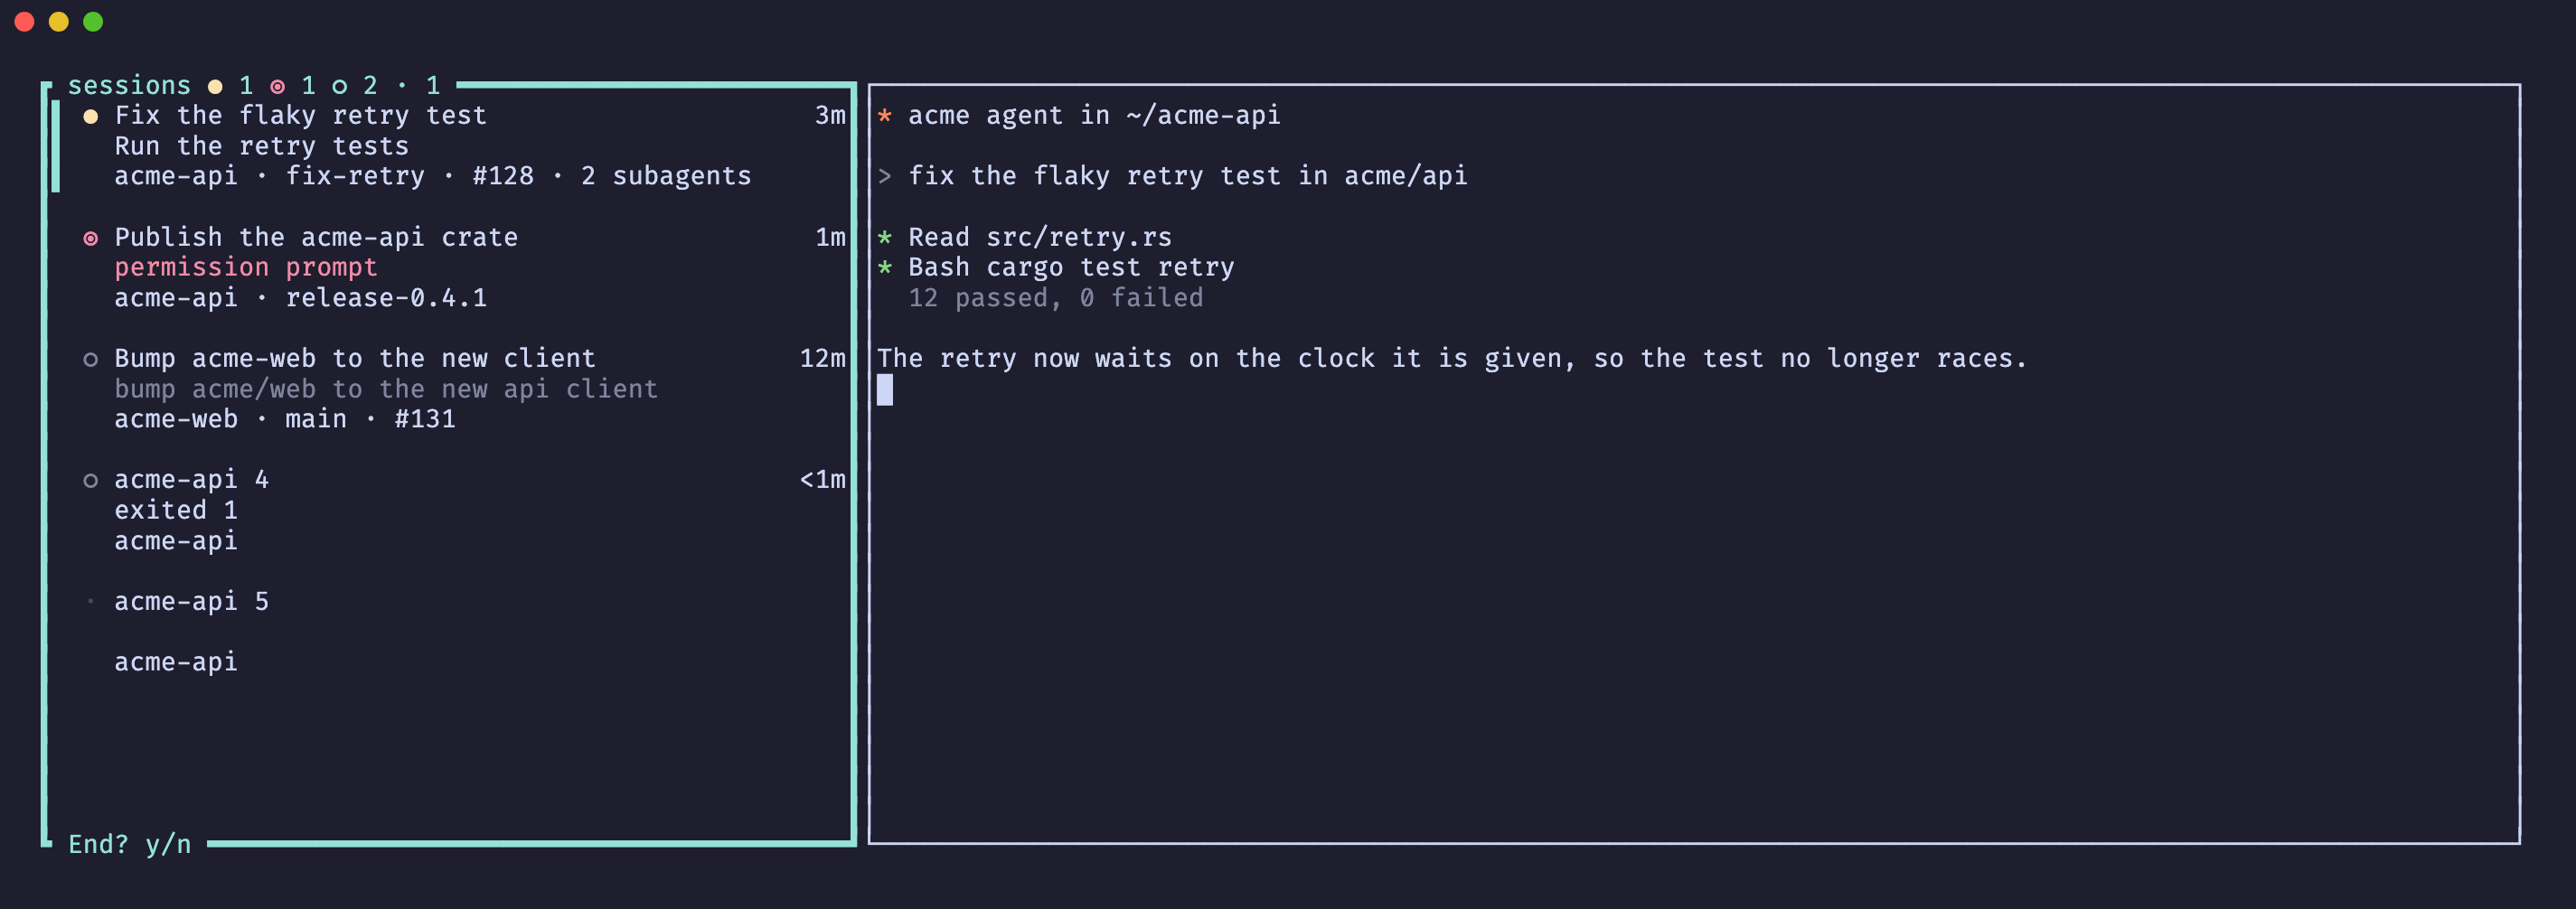 sessions ● 1 ◉ 1 ○ 2 · 1
● Fix the flaky retry test 3m
Run the retry tests
acme-api · fix-retry · #128 · 2 subagents
◉ Publish the acme-api crate 1m
permission prompt
acme-api · release-0.4.1
○ Bump acme-web to the new client 12m
bump acme/web to the new api client
acme-web · main · #131
○ acme-api 4 <1m
exited 1
acme-api
· acme-api 5
acme-api
End? y/n
* acme agent in ~/acme-api
> fix the flaky retry test in acme/api
* Read src/retry.rs
* Bash cargo test retry
12 passed, 0 failed
The retry now waits on the clock it is given, so the test no longer races.